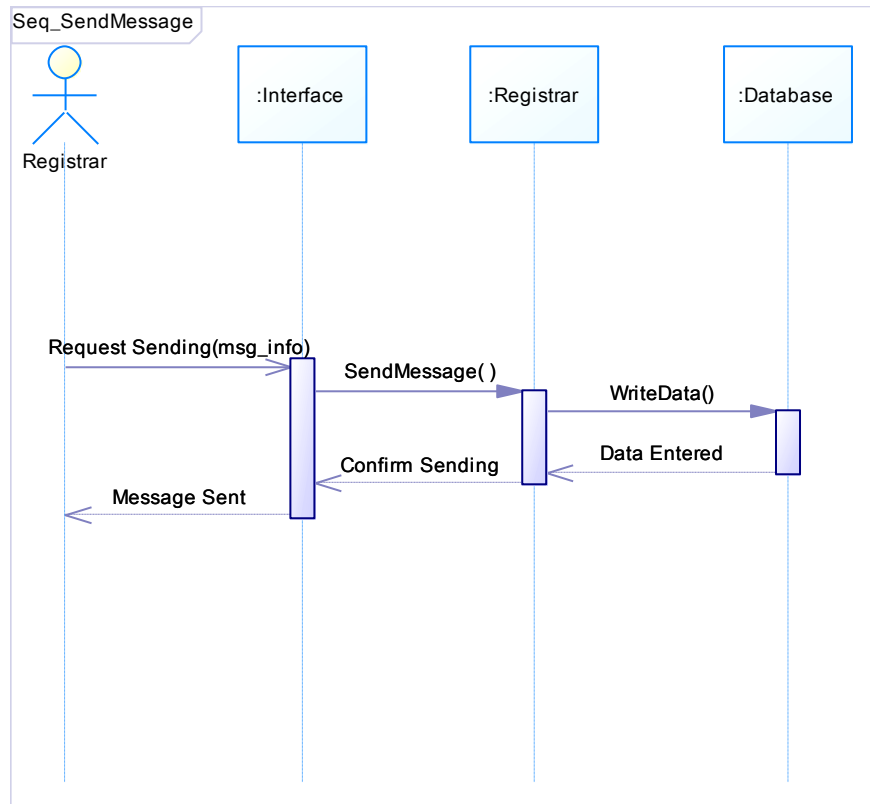 Seq_SendMessage
Registrar
:Interface
:Registrar
:Database
Request Sending(msg_info)
SendMessage( )
WriteData()
Data Entered
Confirm Sending
Message Sent